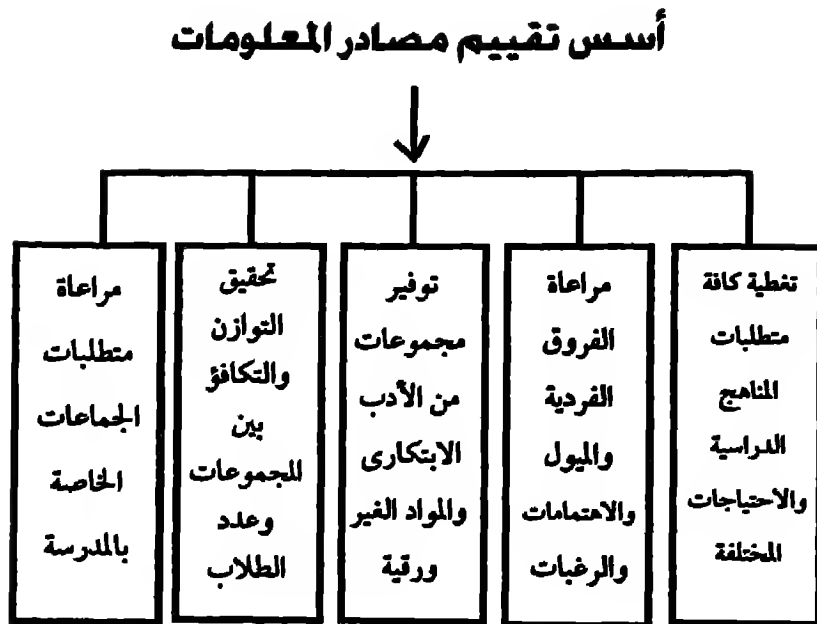 أسس تقييم مصادر المعلومات
تغطية كافة
متطلبات
المناهج
الدراسية
والاحتياجات
المختلفة
مراعاة
الفروق
الفردية
والميول
والاهتمامات
والرغبات
توفير
مجموعات
من الأدب
الابتكارى
والمواد الغير
ورقية
تحقيق
التوازن
والتكافؤ
بين
المجموعات
وعدد
الطلاب
مراعاة
متطلبات
الجماعات
الخاصة
بالمدرسة